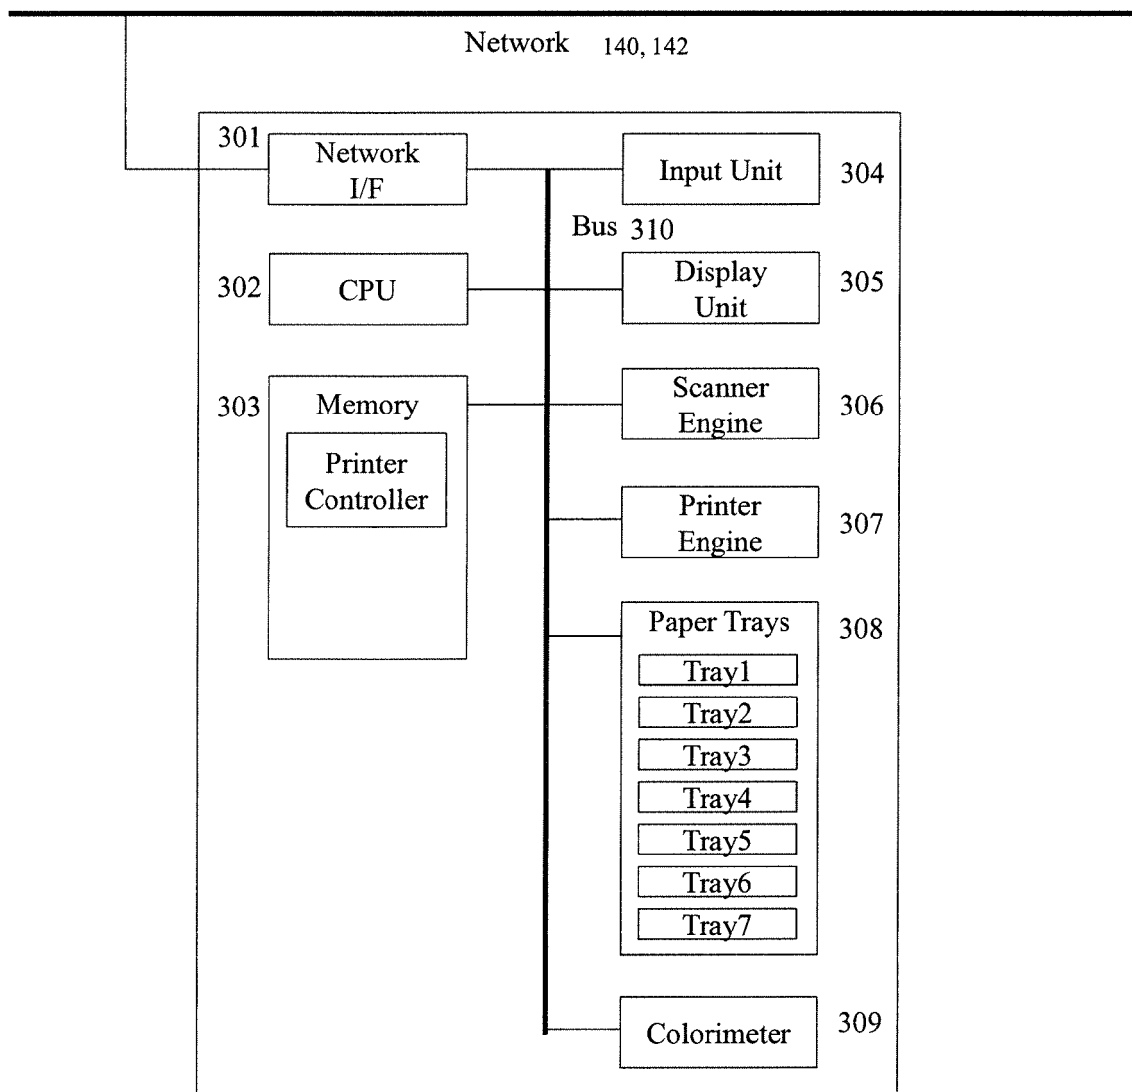 Network 140, 142
301
Network
I/F
Input Unit
304
Bus 310
302
CPU
Display
Unit
305
303
Memory
Printer
Controller
Scanner
Engine
306
Printer
Engine
307
Paper Trays
308
Tray1
Tray2
Tray3
Tray4
Tray5
Tray6
Tray7
Colorimeter
309